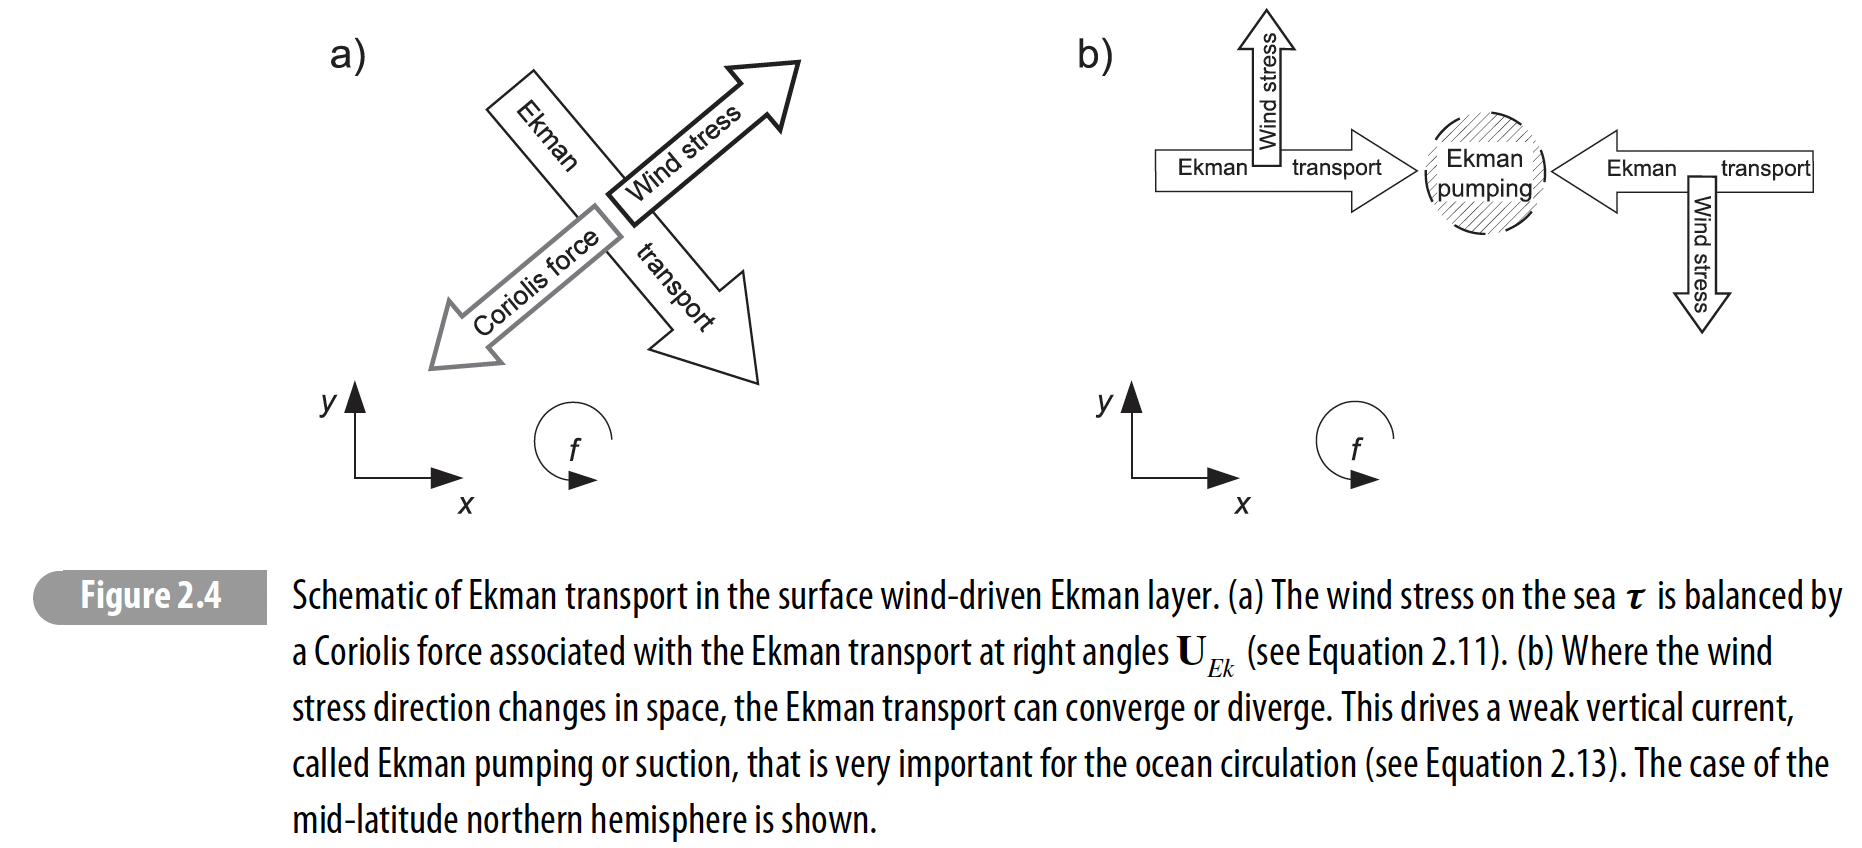 a)
Ekman
transport
Wind stress
Coriolis force
y
x
f
b)
Wind stress
Ekman transport
Ekman
pumping
Ekman transport
Wind stress
y
x
f
Figure 2.4
Schematic of Ekman transport in the surface wind-driven Ekman layer. (a) The wind stress on the sea τ is balanced by
a Coriolis force associated with the Ekman transport at right angles U_Ek (see Equation 2.11). (b) Where the wind
stress direction changes in space, the Ekman transport can converge or diverge. This drives a weak vertical current,
called Ekman pumping or suction, that is very important for the ocean circulation (see Equation 2.13). The case of the
mid-latitude northern hemisphere is shown.